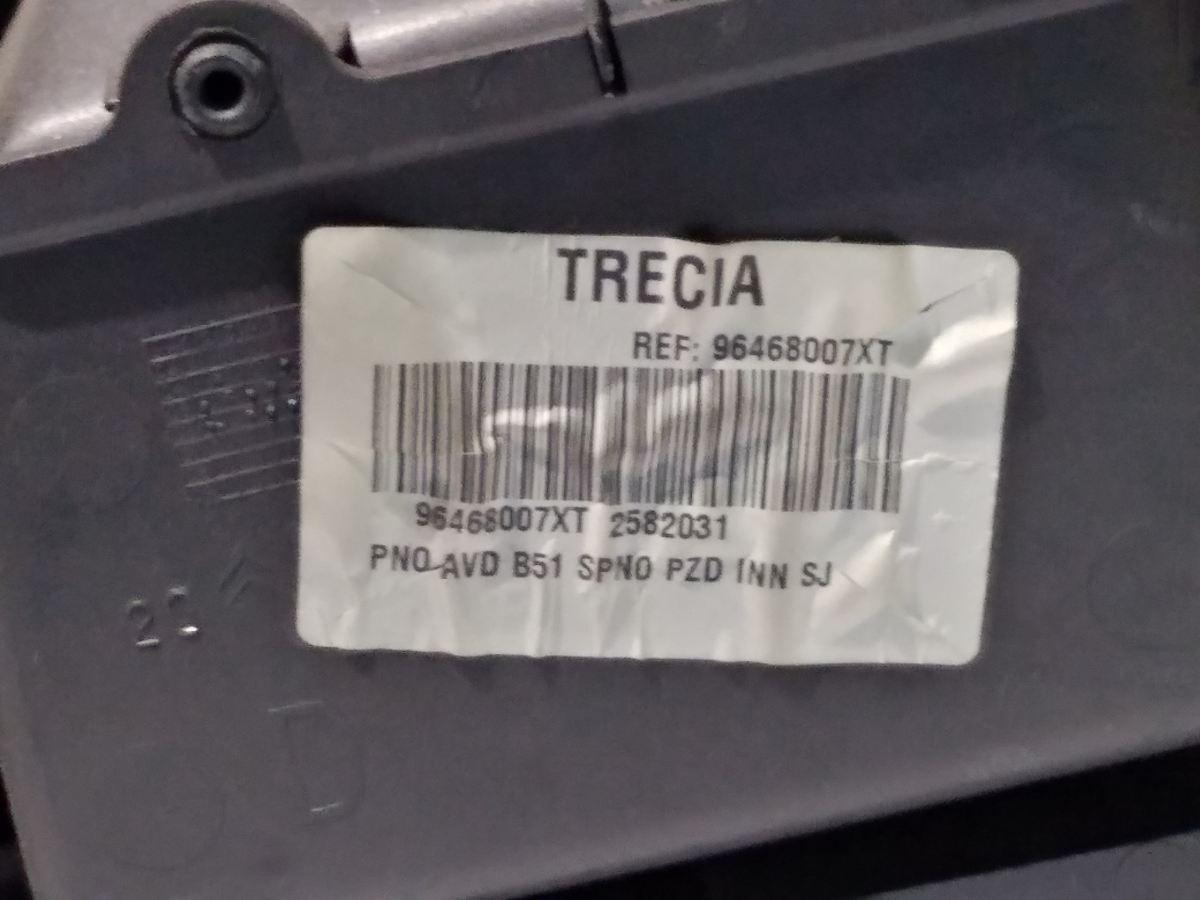 TRECIA
REF: 96468007XT
96468007XT 2582031
PNO AVD B51 SPNO PZD INN SJ
D